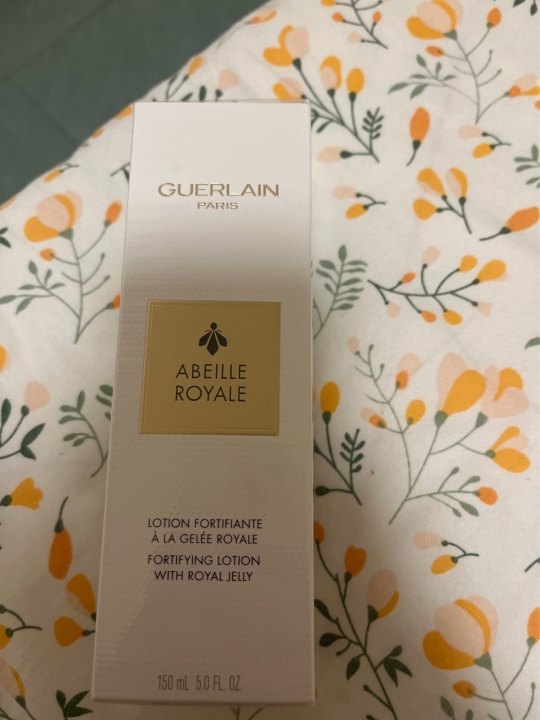 GUERLAIN
PARIS
ABEILLE
ROYALE
LOTION FORTIFIANTE
À LA GELÉE ROYALE
FORTIFYING LOTION
WITH ROYAL JELLY
150 mL 5.0 FL. OZ.